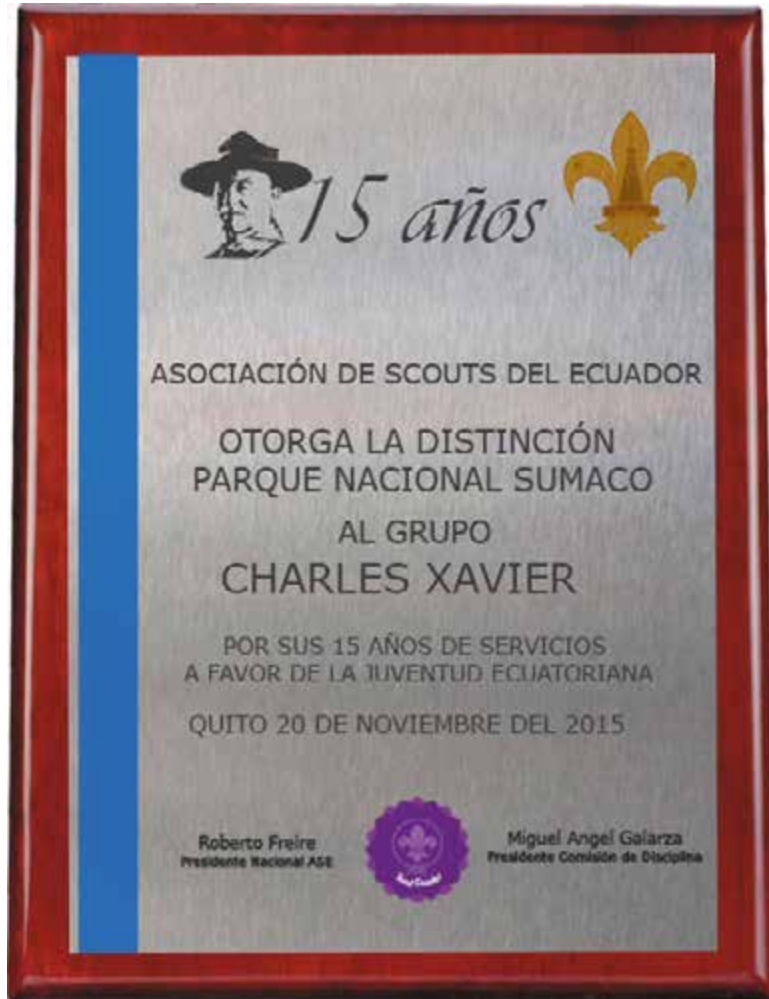 15 años
ASOCIACIÓN DE SCOUTS DEL ECUADOR
OTORGA LA DISTINCIÓN
PARQUE NACIONAL SUMACO
AL GRUPO
CHARLES XAVIER
POR SUS 15 AÑOS DE SERVICIOS
A FAVOR DE LA JUVENTUD ECUATORIANA
QUITO 20 DE NOVIEMBRE DEL 2015
Roberto Freire
Presidente Nacional ASE
Miguel Angel Galarza
Presidente Comisión de Disciplina